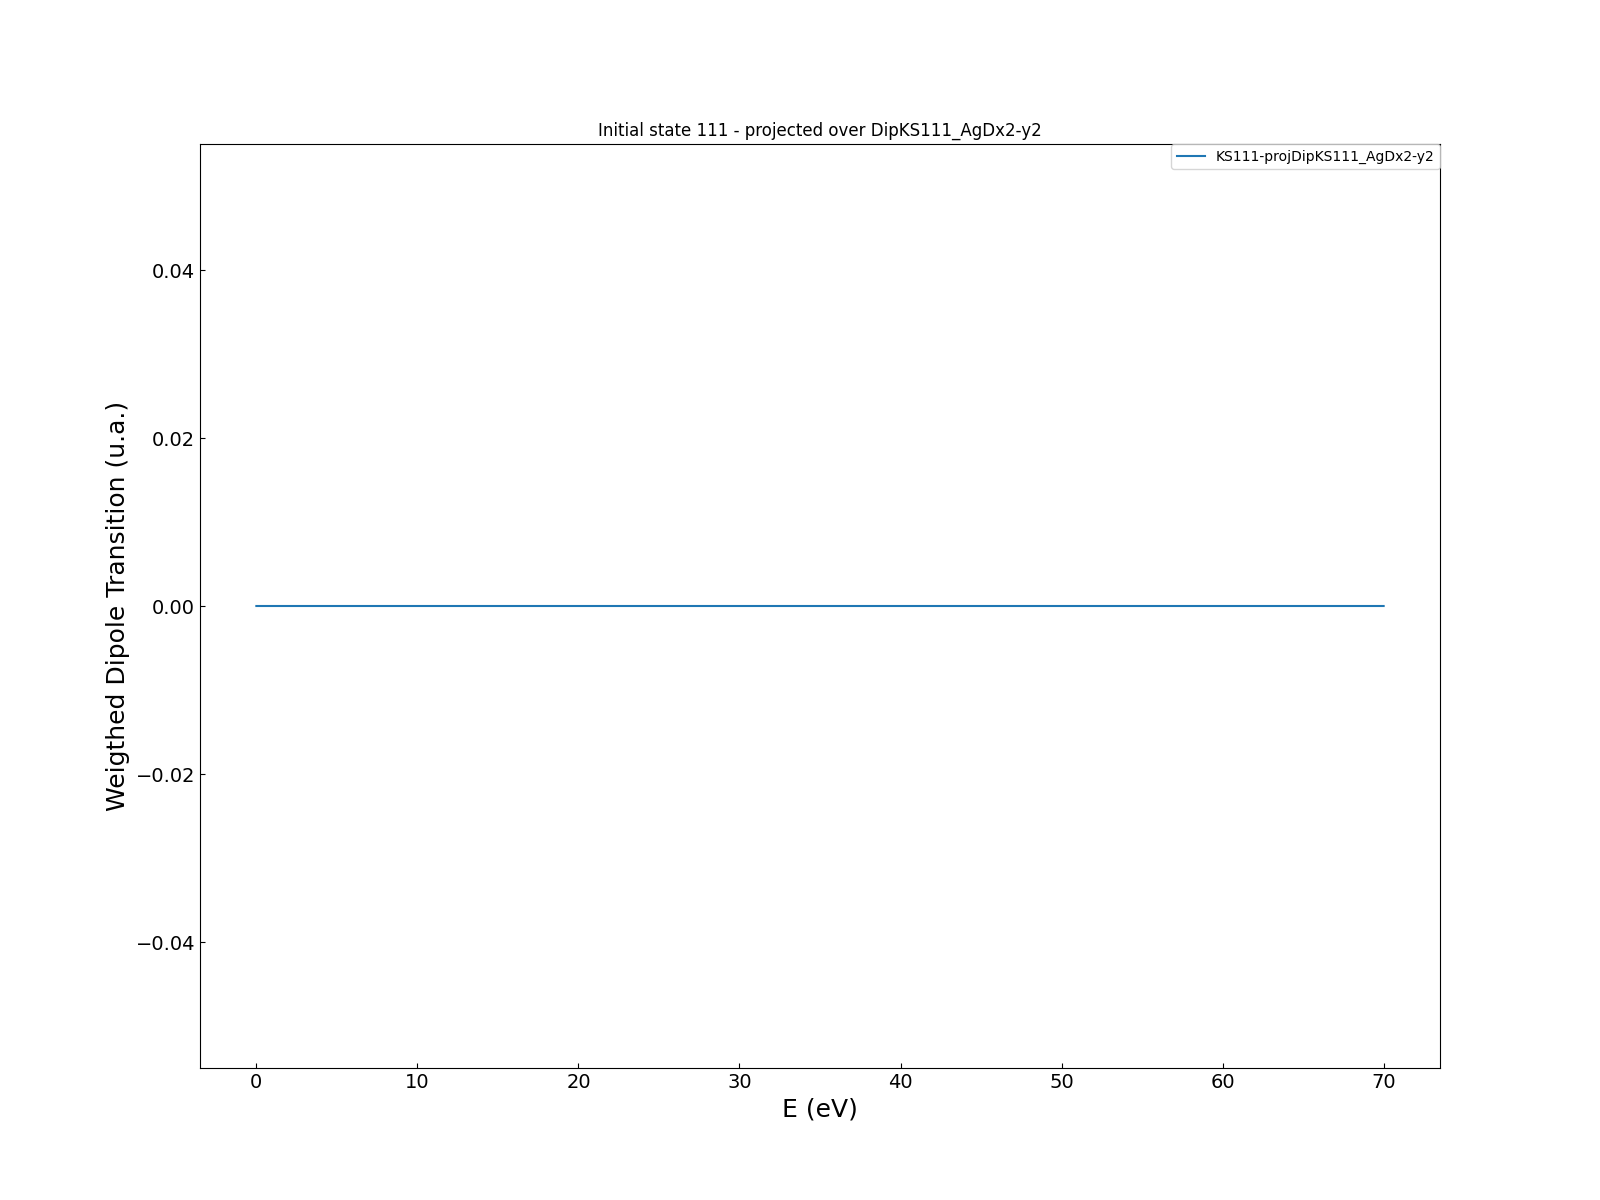 Initial state 111 - projected over DipKS111_AgDx2-y2
KS111-projDipKS111_AgDx2-y2
0.04
0.02
0.00
−0.02
−0.04
Weigthed Dipole Transition (u.a.)
0 10 20 30 40 50 60 70
E (eV)